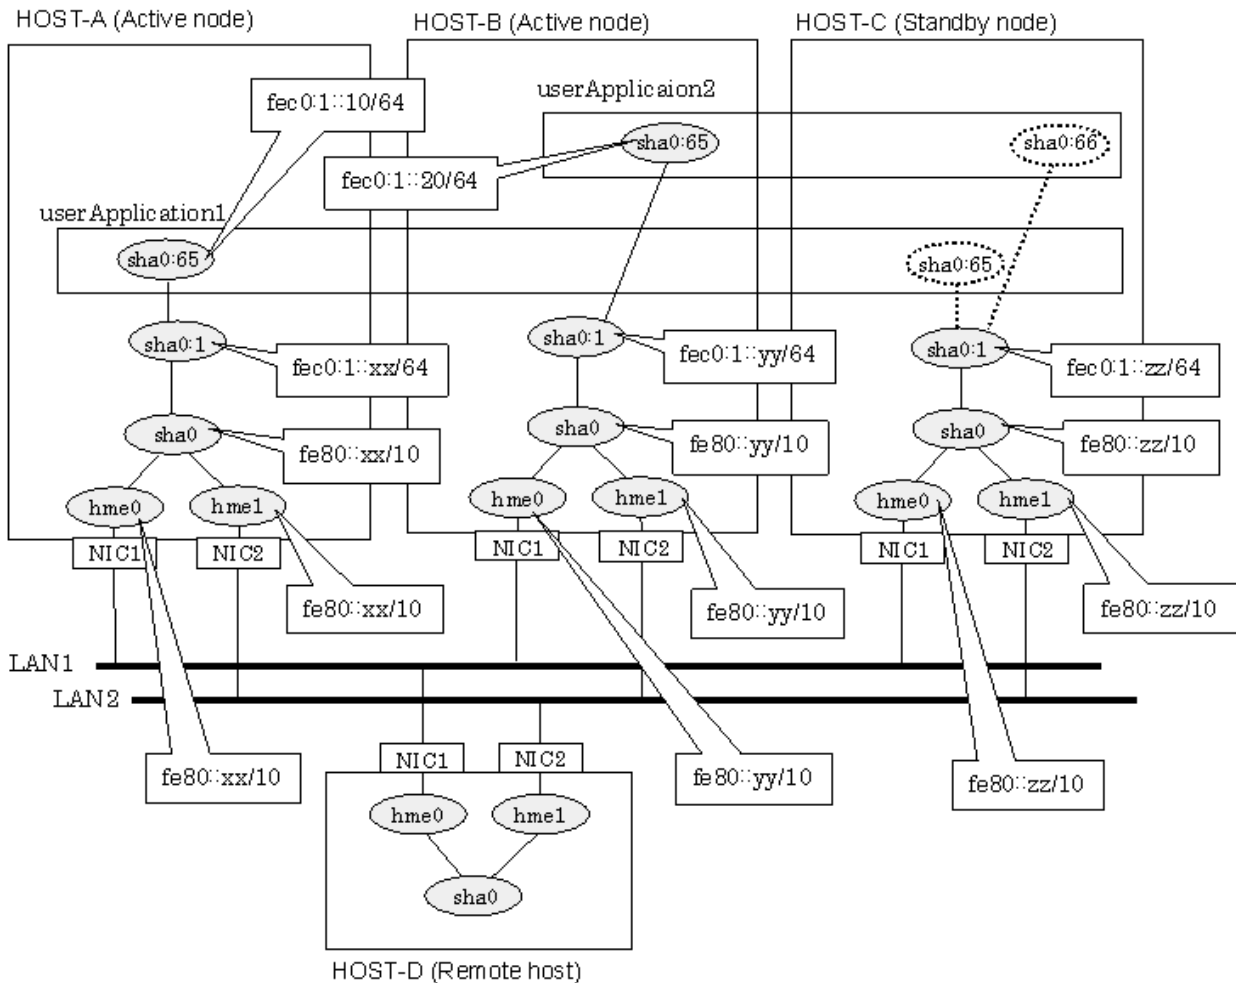 HOST-A (Active node)
HOST-B (Active node)
HOST-C (Standby node)
fec0:1::10/64
userApplicaion2
sha0:65
sha0:66
fec0:1::20/64
userApplication1
sha0:65
sha0:65
sha0:1
sha0:1
sha0:1
fec0:1::xx/64
fec0:1::yy/64
fec0:1::zz/64
sha0
sha0
sha0
fe80::xx/10
fe80::yy/10
fe80::zz/10
hme0
hme1
hme0
hme1
hme0
hme1
NIC1
NIC2
NIC1
NIC2
NIC1
NIC2
fe80::xx/10
fe80::yy/10
fe80::zz/10
LAN1
LAN2
fe80::xx/10
NIC1
NIC2
fe80::yy/10
fe80::zz/10
hme0
hme1
sha0
HOST-D (Remote host)